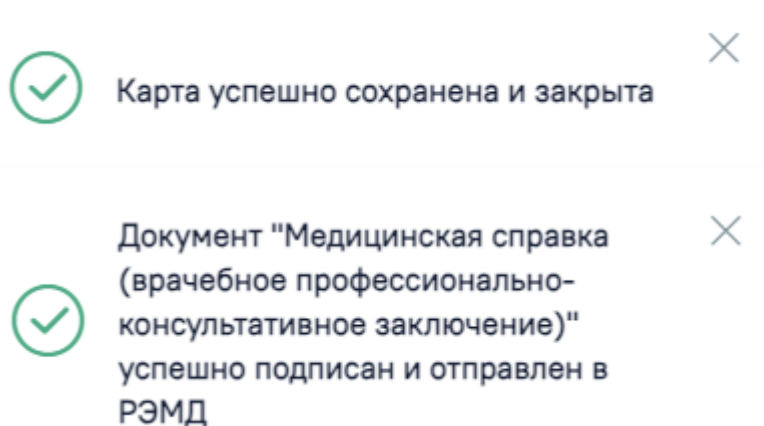 Карта успешно сохранена и закрыта
Документ "Медицинская справка
(врачебное профессионально-
консультативное заключение)"
успешно подписан и отправлен в
РЭМД